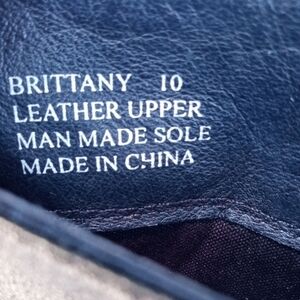 BRITTANY 10
LEATHER UPPER
MAN MADE SOLE
MADE IN CHINA